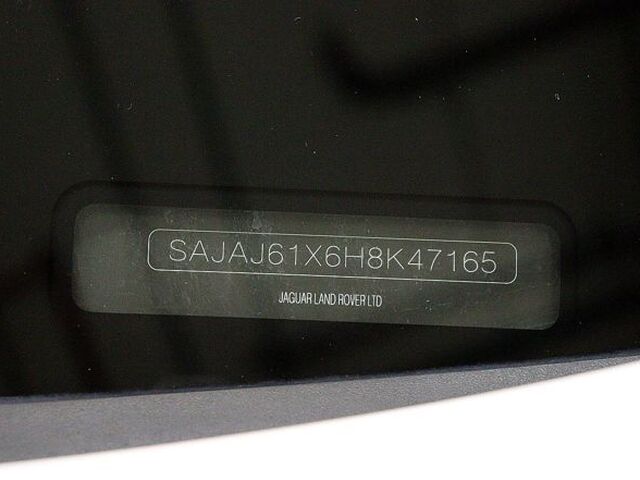 SAJAJ61X6H8K47165
JAGUAR LAND ROVER LTD